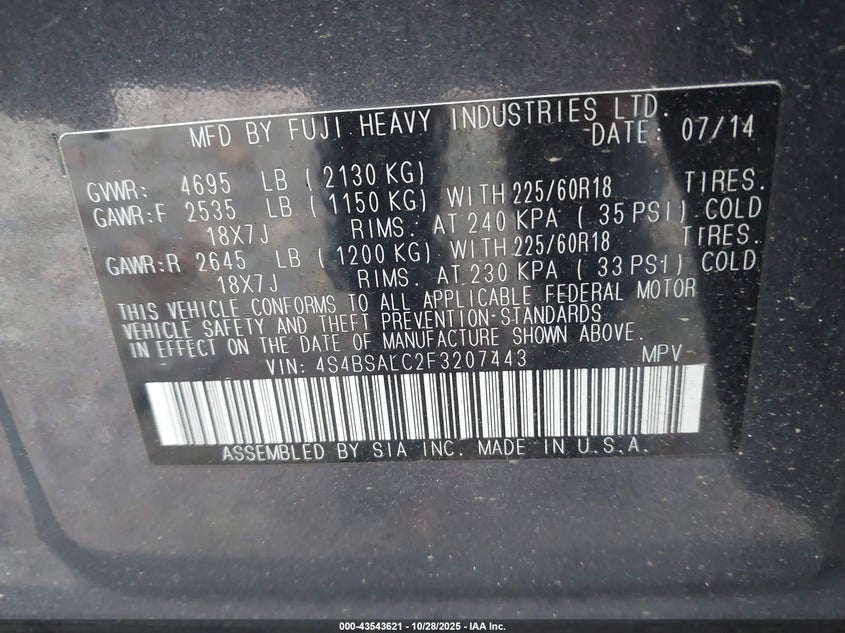 MFD BY FUJI HEAVY INDUSTRIES LTD.
DATE: 07/14
GVWR: 4695 LB ( 2130 KG)
GAWR:F 2535 LB ( 1150 KG) WITH 225/60R18 TIRES.
18X7J RIMS. AT 240 KPA ( 35 PSI) COLD
GAWR:R 2645 LB ( 1200 KG) WITH 225/60R18 TIRES.
18X7J RIMS. AT 230 KPA ( 33 PSI) COLD
THIS VEHICLE CONFORMS TO ALL APPLICABLE FEDERAL MOTOR
VEHICLE SAFETY AND THEFT PREVENTION STANDARDS
IN EFFECT ON THE DATE OF MANUFACTURE SHOWN ABOVE.
VIN: 4S4BSALC2F3207443 MPV
ASSEMBLED BY SIA INC. MADE IN U.S.A.
000-43543621 | 10/28/2025 - IAA Inc.